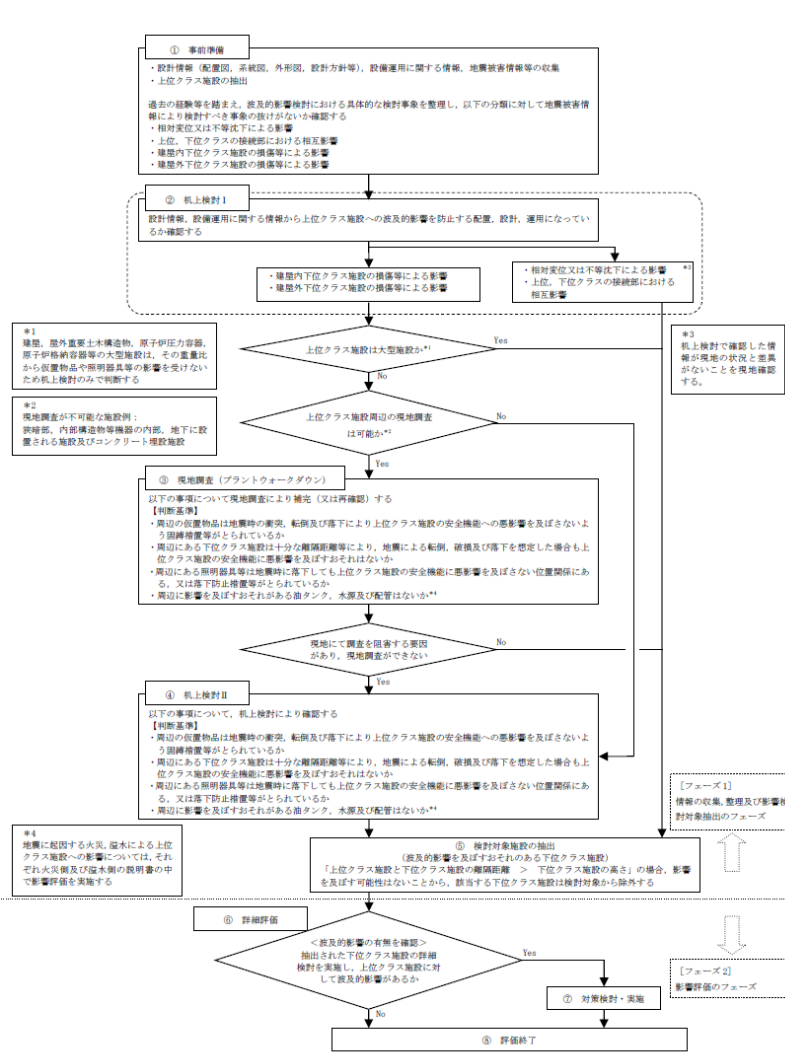 ① 事前準備
・設計情報（配置図，系統図，外形図，設計方針等），設備運用に関する情報，地震被害情報等の収集
・上位クラス施設の抽出
過去の経験等を踏まえ，波及的影響検討における具体的な検討事象を整理し，以下の分類に対して地震被害情
報により検討すべき事象の抜けがないか確認する
・相対変位又は不等沈下による影響
・上位，下位クラスの接続部における相互影響
・建屋内下位クラス施設の損傷等による影響
・建屋外下位クラス施設の損傷等による影響
② 机上検討Ⅰ
設計情報，設備運用に関する情報から上位クラス施設への波及的影響を防止する配置，設計，運用になってい
るか確認する
・建屋内下位クラス施設の損傷等による影響
・建屋外下位クラス施設の損傷等による影響
・相対変位又は不等沈下による影響 *3
・上位，下位クラスの接続部における
相互影響
*1
建屋，屋外重要土木構造物，原子炉圧力容器，
原子炉格納容器等の大型施設は，その重量比
から仮置物品や照明器具等の影響を受けない
ため机上検討のみで判断する
上位クラス施設は大型施設か*1
Yes
No
*3
机上検討で確認した情
報が現地の状況と差異
がないことを現地確認
する。
*2
現地調査が不可能な施設例：
狭暗部，内部構造物等機器の内部，地下に設
置される施設及びコンクリート埋設施設
上位クラス施設周辺の現地調査
は可能か*2
No
Yes
③ 現地調査（プラントウォークダウン）
以下の事項について現地調査により補完（又は再確認）する
【判断基準】
・周辺の仮置物品は地震時の衝突，転倒及び落下により上位クラス施設の安全機能への悪影響を及ぼさないよ
う固縛措置等がとられているか
・周辺にある下位クラス施設は十分な離隔距離等により，地震による転倒，破損及び落下を想定した場合も上
位クラス施設の安全機能に悪影響を及ぼすおそれはないか
・周辺にある照明器具等は地震時に落下しても上位クラス施設の安全機能に悪影響を及ぼさない位置関係にあ
る，又は落下防止措置等がとられているか
・周辺に影響を及ぼすおそれがある油タンク，水源及び配管はないか*4
現地にて調査を阻害する要因
があり，現地調査ができない
No
Yes
④ 机上検討Ⅱ
以下の事項について，机上検討により確認する
【判断基準】
・周辺の仮置物品は地震時の衝突，転倒及び落下により上位クラス施設の安全機能への悪影響を及ぼさないよ
う固縛措置等がとられているか
・周辺にある下位クラス施設は十分な離隔距離等により，地震による転倒，破損及び落下を想定した場合も上
位クラス施設の安全機能に悪影響を及ぼすおそれはないか
・周辺にある照明器具等は地震時に落下しても上位クラス施設の安全機能に悪影響を及ぼさない位置関係にあ
る，又は落下防止措置等がとられているか
・周辺に影響を及ぼすおそれがある油タンク，水源及び配管はないか*4
［フェーズ1］
情報の収集，整理及び影響検
討対象抽出のフェーズ
*4
地震に起因する火災，溢水による上位
クラス施設への影響については，それ
ぞれ火災側及び溢水側の説明書の中
で影響評価を実施する
⑤ 検討対象施設の抽出
（波及的影響を及ぼすおそれのある下位クラス施設）
「上位クラス施設と下位クラス施設の離隔距離 ＞ 下位クラス施設の高さ」の場合，影響
を及ぼす可能性はないことから，該当する下位クラス施設は検討対象から除外する
⑥ 詳細評価
＜波及的影響の有無を確認＞
抽出された下位クラス施設の詳細
検討を実施し，上位クラス施設に対
して波及的影響があるか
Yes
No
［フェーズ2］
影響評価のフェーズ
⑦ 対策検討・実施
⑧ 評価終了